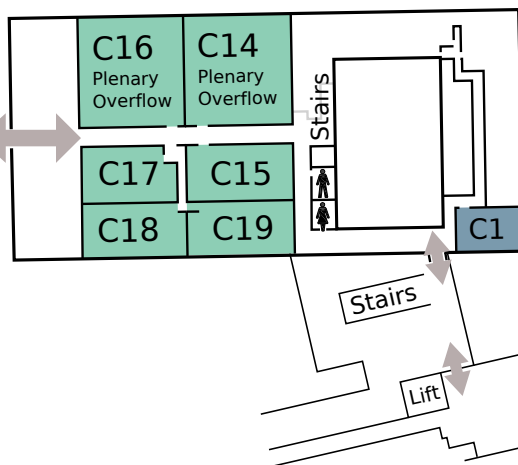 C16
Plenary
Overflow
C14
Plenary
Overflow
Stairs
C17
C15
C18
C19
C1
Stairs
Lift